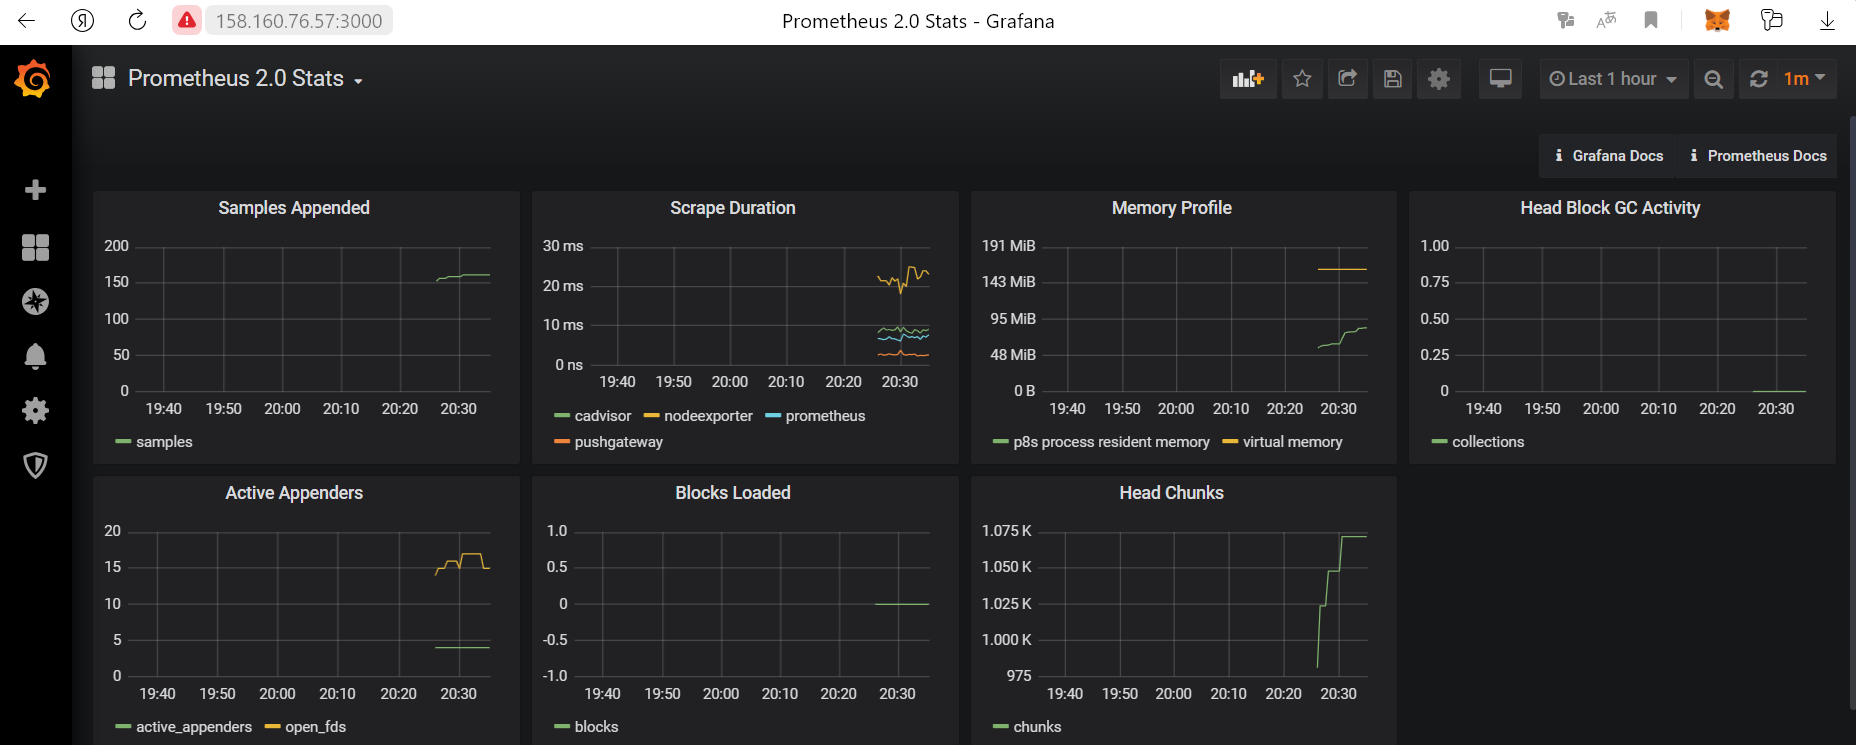 158.160.76.57:3000
Prometheus 2.0 Stats - Grafana
Prometheus 2.0 Stats
Last 1 hour
1m
Grafana Docs
Prometheus Docs
Samples Appended
200
150
100
50
0
19:40 19:50 20:00 20:10 20:20 20:30
samples
Scrape Duration
30 ms
20 ms
10 ms
0 ns
19:40 19:50 20:00 20:10 20:20 20:30
cadvisor nodeexporter prometheus
pushgateway
Memory Profile
191 MiB
143 MiB
95 MiB
48 MiB
0 B
19:40 19:50 20:00 20:10 20:20 20:30
p8s process resident memory virtual memory
Head Block GC Activity
1.00
0.75
0.50
0.25
0
19:40 19:50 20:00 20:10 20:20 20:30
collections
Active Appenders
20
15
10
5
0
19:40 19:50 20:00 20:10 20:20 20:30
active_appenders open_fds
Blocks Loaded
1.0
0.5
0
-0.5
-1.0
19:40 19:50 20:00 20:10 20:20 20:30
blocks
Head Chunks
1.075 K
1.050 K
1.025 K
1.000 K
975
19:40 19:50 20:00 20:10 20:20 20:30
chunks